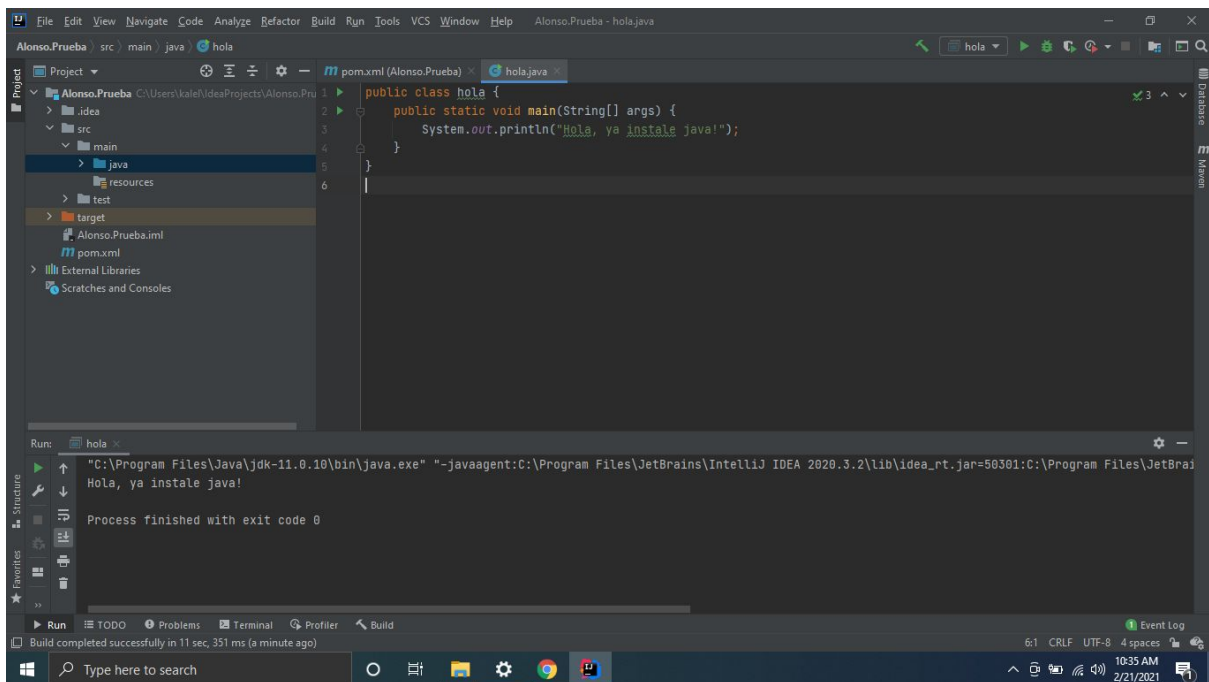 File Edit View Navigate Code Analyze Refactor Build Run Tools VCS Window Help Alonso.Prueba - hola.java
Alonso.Prueba src main java hola
hola
Project
Project
pom.xml (Alonso.Prueba)
hola.java
Alonso.Prueba C:\Users\kalel\IdeaProjects\Alonso.Pru
.idea
src
main
java
resources
test
target
Alonso.Prueba.iml
pom.xml
External Libraries
Scratches and Consoles
1 public class hola {
2 public static void main(String[] args) {
3 System.out.println("Hola, ya instale java!");
4 }
5 }
6
3
Database
Maven
Run: hola
"C:\Program Files\Java\jdk-11.0.10\bin\java.exe" "-javaagent:C:\Program Files\JetBrains\IntelliJ IDEA 2020.3.2\lib\idea_rt.jar=50301:C:\Program Files\JetBrai
Hola, ya instale java!
Process finished with exit code 0
Structure
Favorites
Run TODO Problems Terminal Profiler Build
1 Event Log
Build completed successfully in 11 sec, 351 ms (a minute ago)
6:1 CRLF UTF-8 4 spaces
Type here to search
10:35 AM
2/21/2021
1